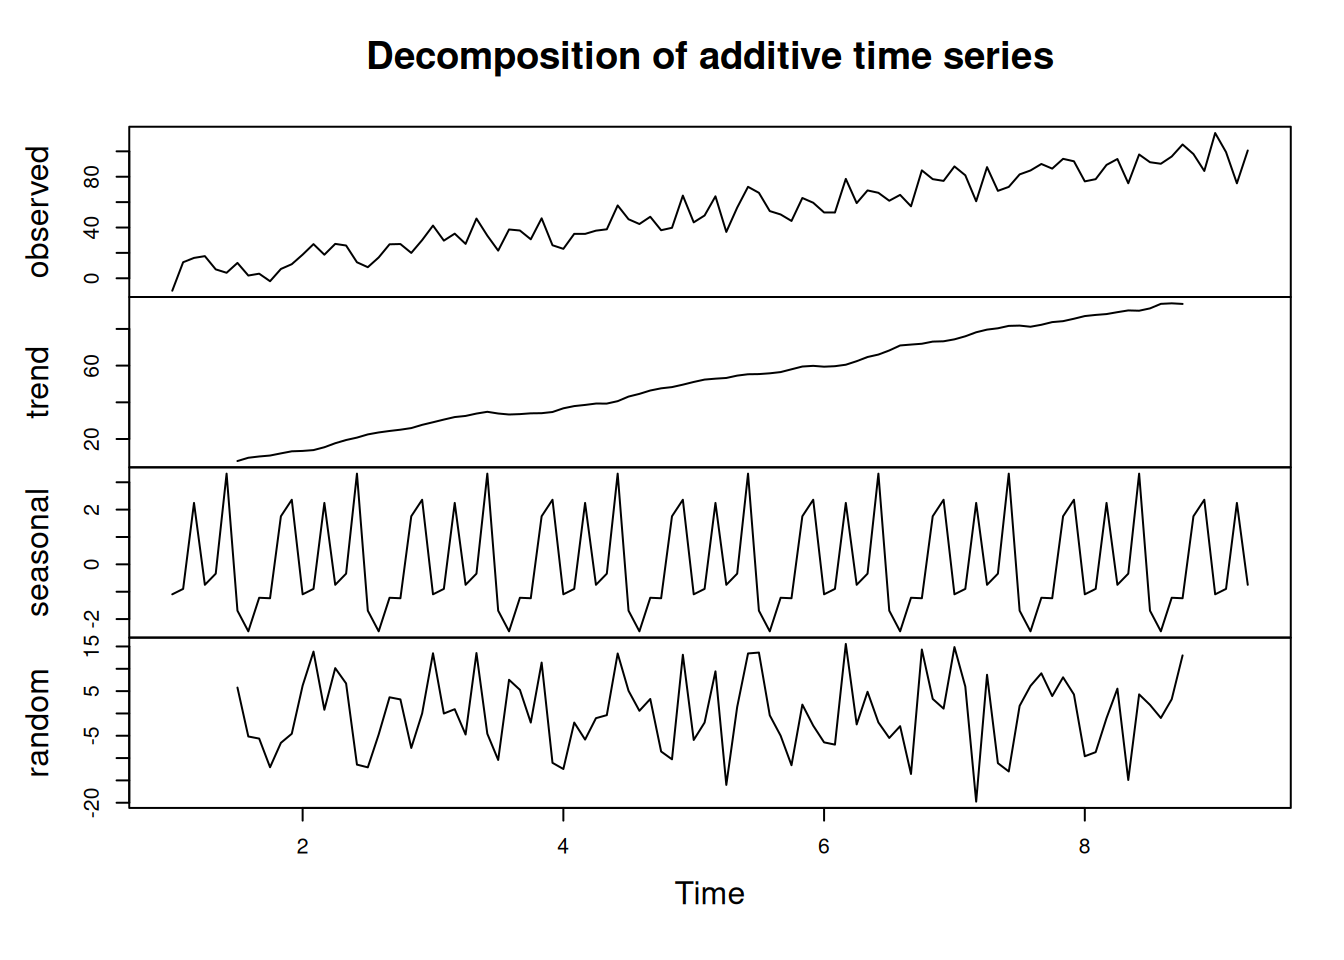 Decomposition of additive time series
observed
0 40 80
trend
20 60
seasonal
-2 0 2
random
-20 -5 5 15
2 4 6 8
Time